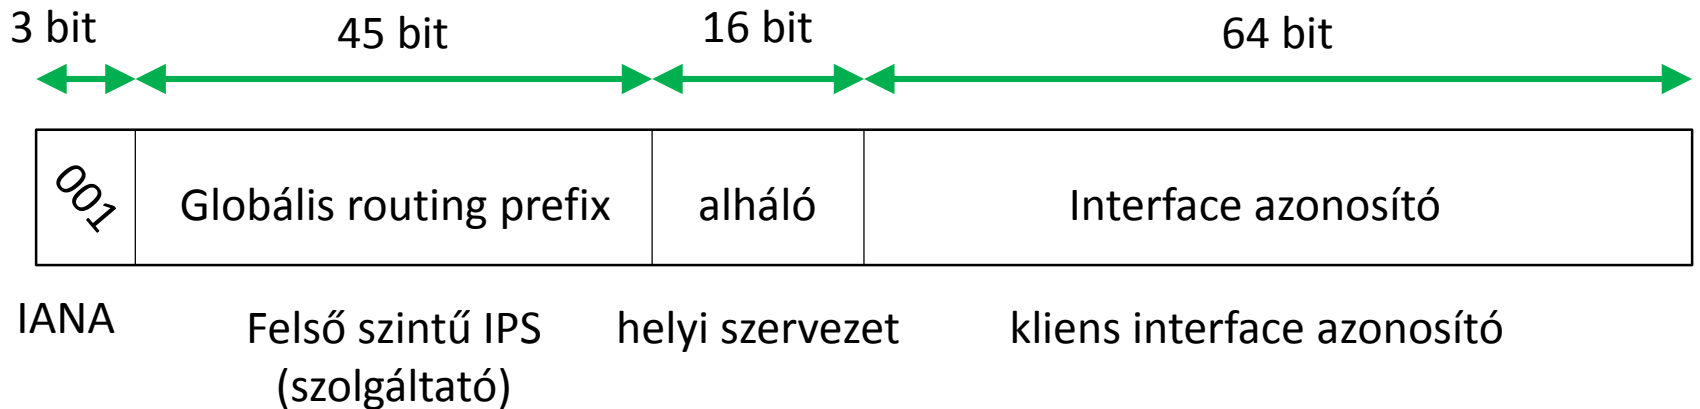 3 bit
45 bit
16 bit
64 bit
001
Globális routing prefix
alháló
Interface azonosító
IANA
Felső szintű IPS
(szolgáltató)
helyi szervezet
kliens interface azonosító